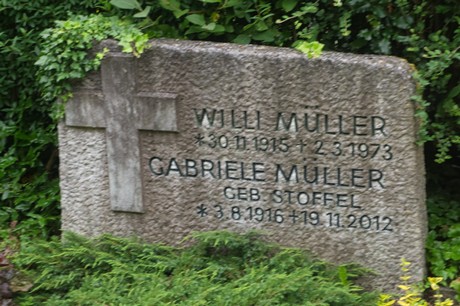 WILLI MÜLLER
*30.11.1915 + 2.3.1973
GABRIELE MÜLLER
GEB. STOFFEL
*3.8.1916 + 19.11.2012